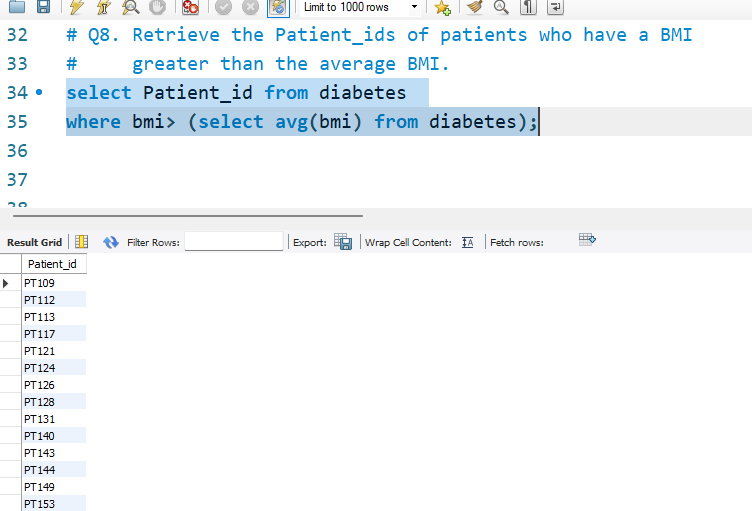 Limit to 1000 rows
32 # Q8. Retrieve the Patient_ids of patients who have a BMI
33 # greater than the average BMI.
34 select Patient_id from diabetes
35 where bmi> (select avg(bmi) from diabetes);
36
37
38
Result Grid Filter Rows: Export: Wrap Cell Content: IA Fetch rows:
Patient_id
PT109
PT112
PT113
PT117
PT121
PT124
PT126
PT128
PT131
PT140
PT143
PT144
PT149
PT153